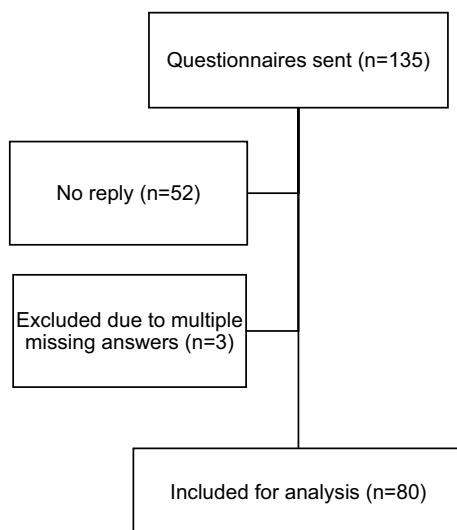 Questionnaires sent (n=135)
No reply (n=52)
Excluded due to multiple
missing answers (n=3)
Included for analysis (n=80)